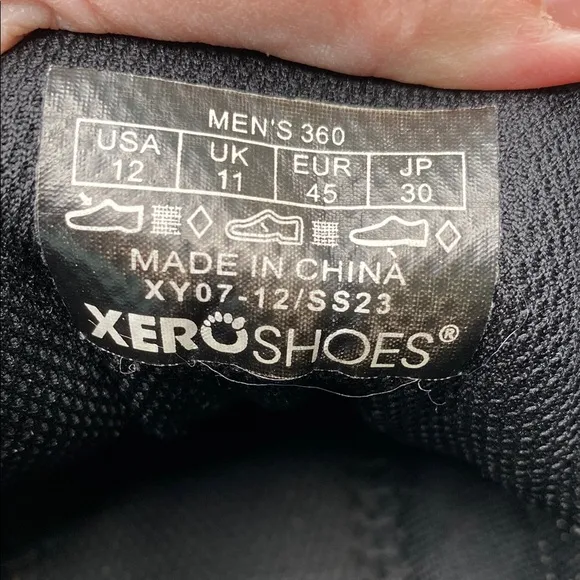 MEN'S 360
USA UK EUR JP
12 11 45 30
MADE IN CHINA
XY07-12/SS23
XEROSHOES®